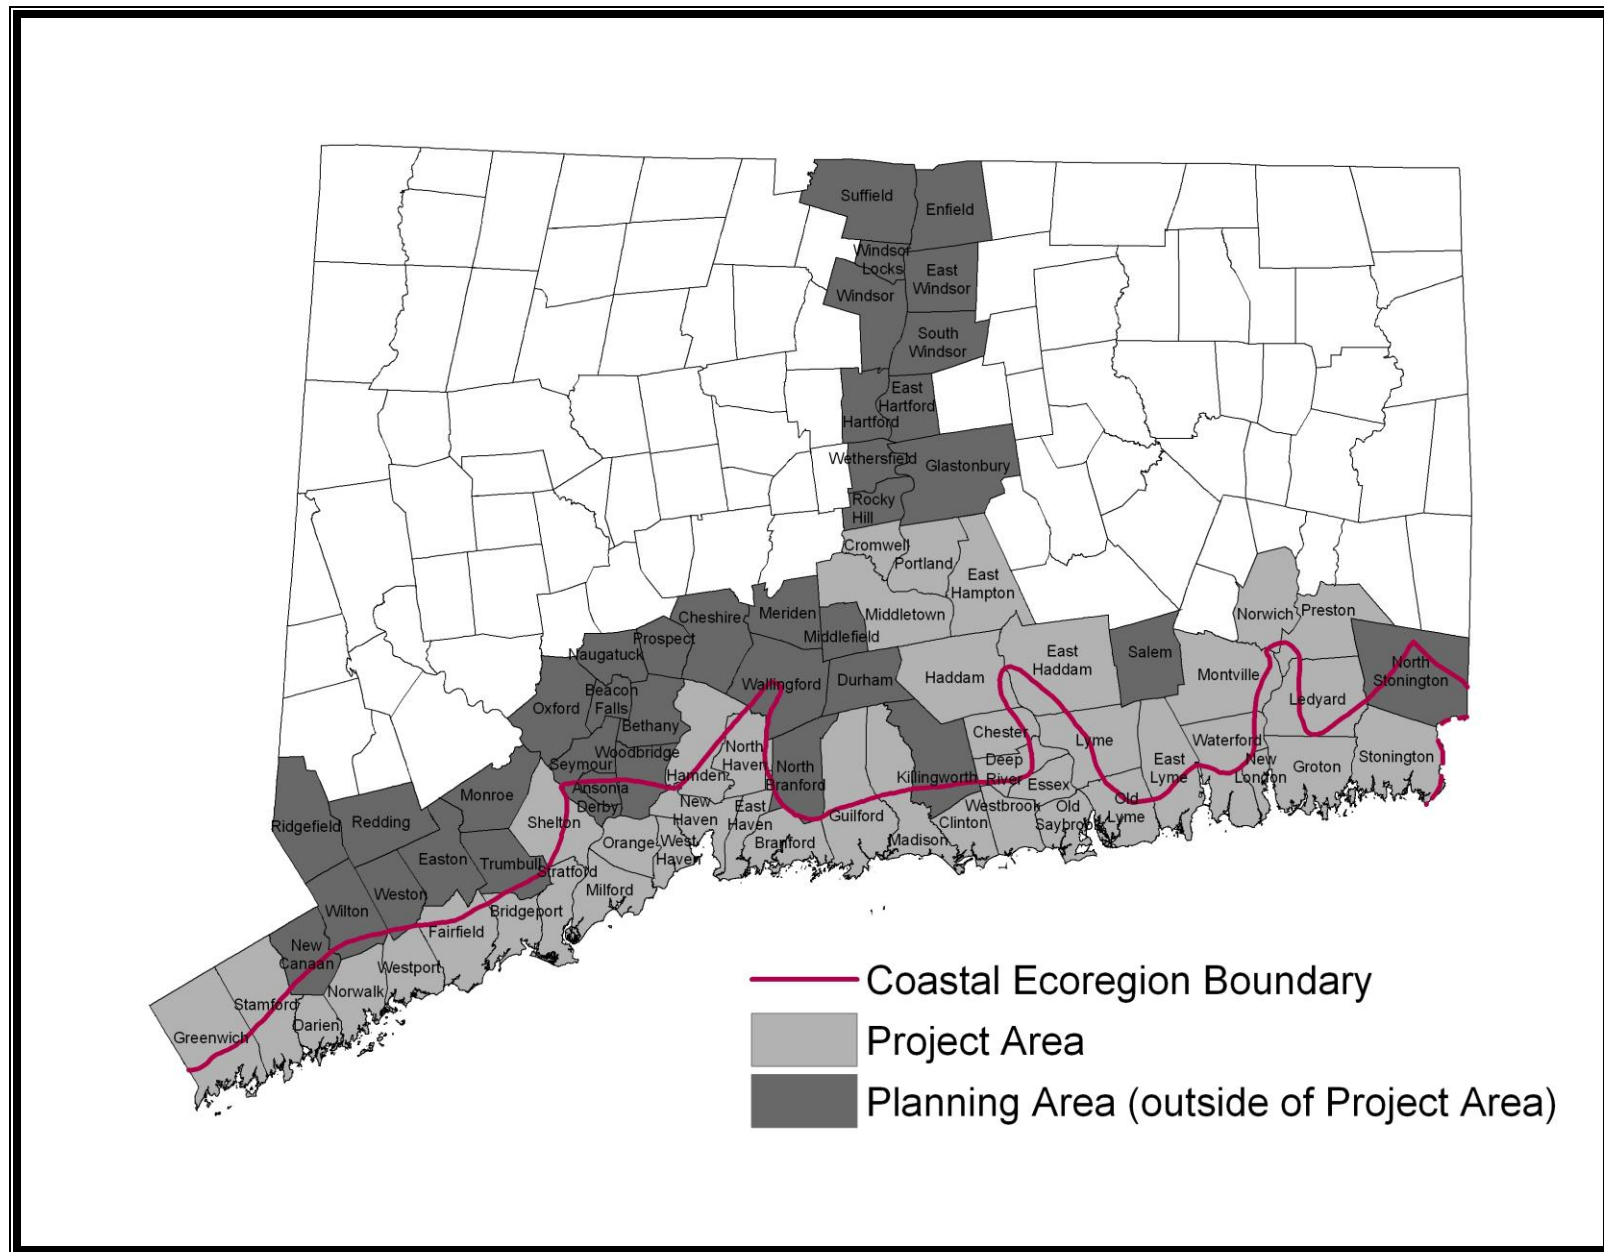 Suffield
Enfield
Windsor
Locks
East
Windsor
Windsor
South
Windsor
East
Hartford
Hartford
Wethersfield
Glastonbury
Rocky
Hill
Cromwell
Portland
East
Hampton
Middletown
Meriden
Cheshire
Middlefield
Prospect
Naugatuck
Norwich
Preston
East
Haddam
Salem
Montville
North
Stonington
Haddam
Durham
Wallingford
Beacon
Falls
Oxford
Bethany
Ledyard
Chester
Lyme
Waterford
North
Haven
Woodbridge
Seymour
Hamden
North
Branford
Killingworth
Deep
River
Essex
East
Lyme
New
London
Groton
Stonington
Monroe
Ansonia
Derby
Shelton
New
Haven
East
Haven
Guilford
Westbrook
Clinton
Old
Saybrook
Old
Lyme
Ridgefield
Redding
Easton
Trumbull
Orange
West
Haven
Branford
Madison
Stratford
Milford
Weston
Wilton
Bridgeport
Fairfield
New
Canaan
Westport
Norwalk
Stamford
Darien
Greenwich
Coastal Ecoregion Boundary
Project Area
Planning Area (outside of Project Area)